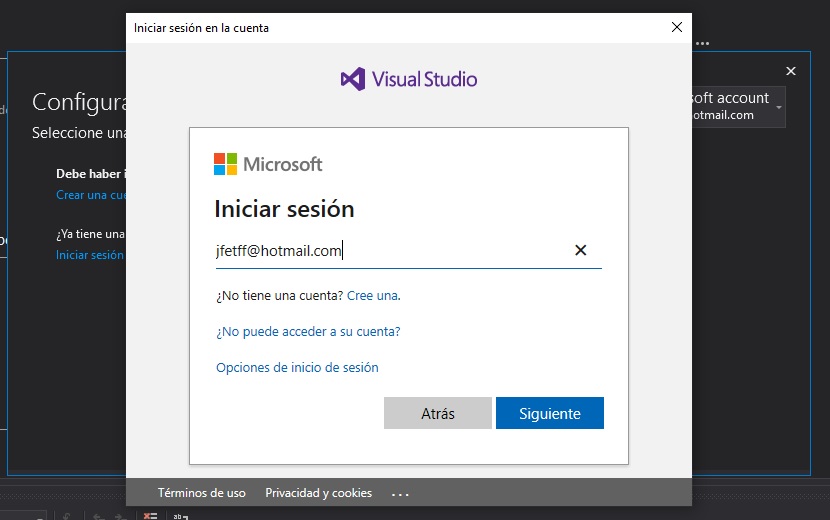 Iniciar sesión en la cuenta
Visual Studio
Configura
soft account
otmail.com
Seleccione una
Debe haber i
Crear una cue
¿Ya tiene una
Iniciar sesión
Microsoft
Iniciar sesión
jfetff@hotmail.com
¿No tiene una cuenta? Cree una.
¿No puede acceder a su cuenta?
Opciones de inicio de sesión
Atrás
Siguiente
Términos de uso
Privacidad y cookies
...